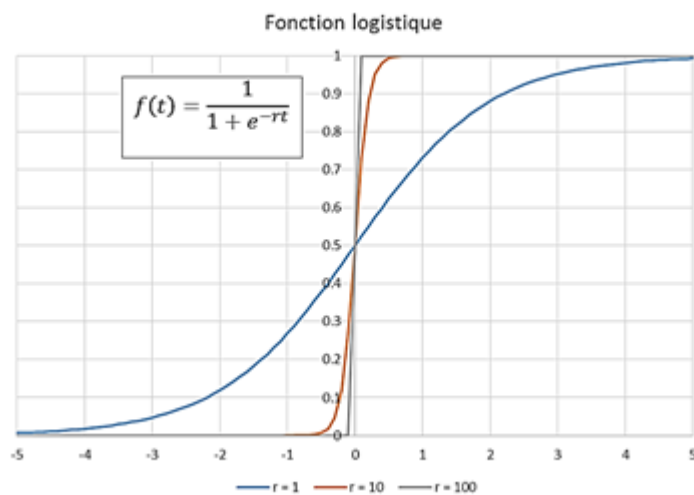 Fonction logistique
f(t) = 1 / (1 + e^{-rt})
1
0.9
0.8
0.7
0.6
0.5
0.4
0.3
0.2
0.1
0
-5 -4 -3 -2 -1 0 1 2 3 4 5
r = 1 r = 10 r = 100